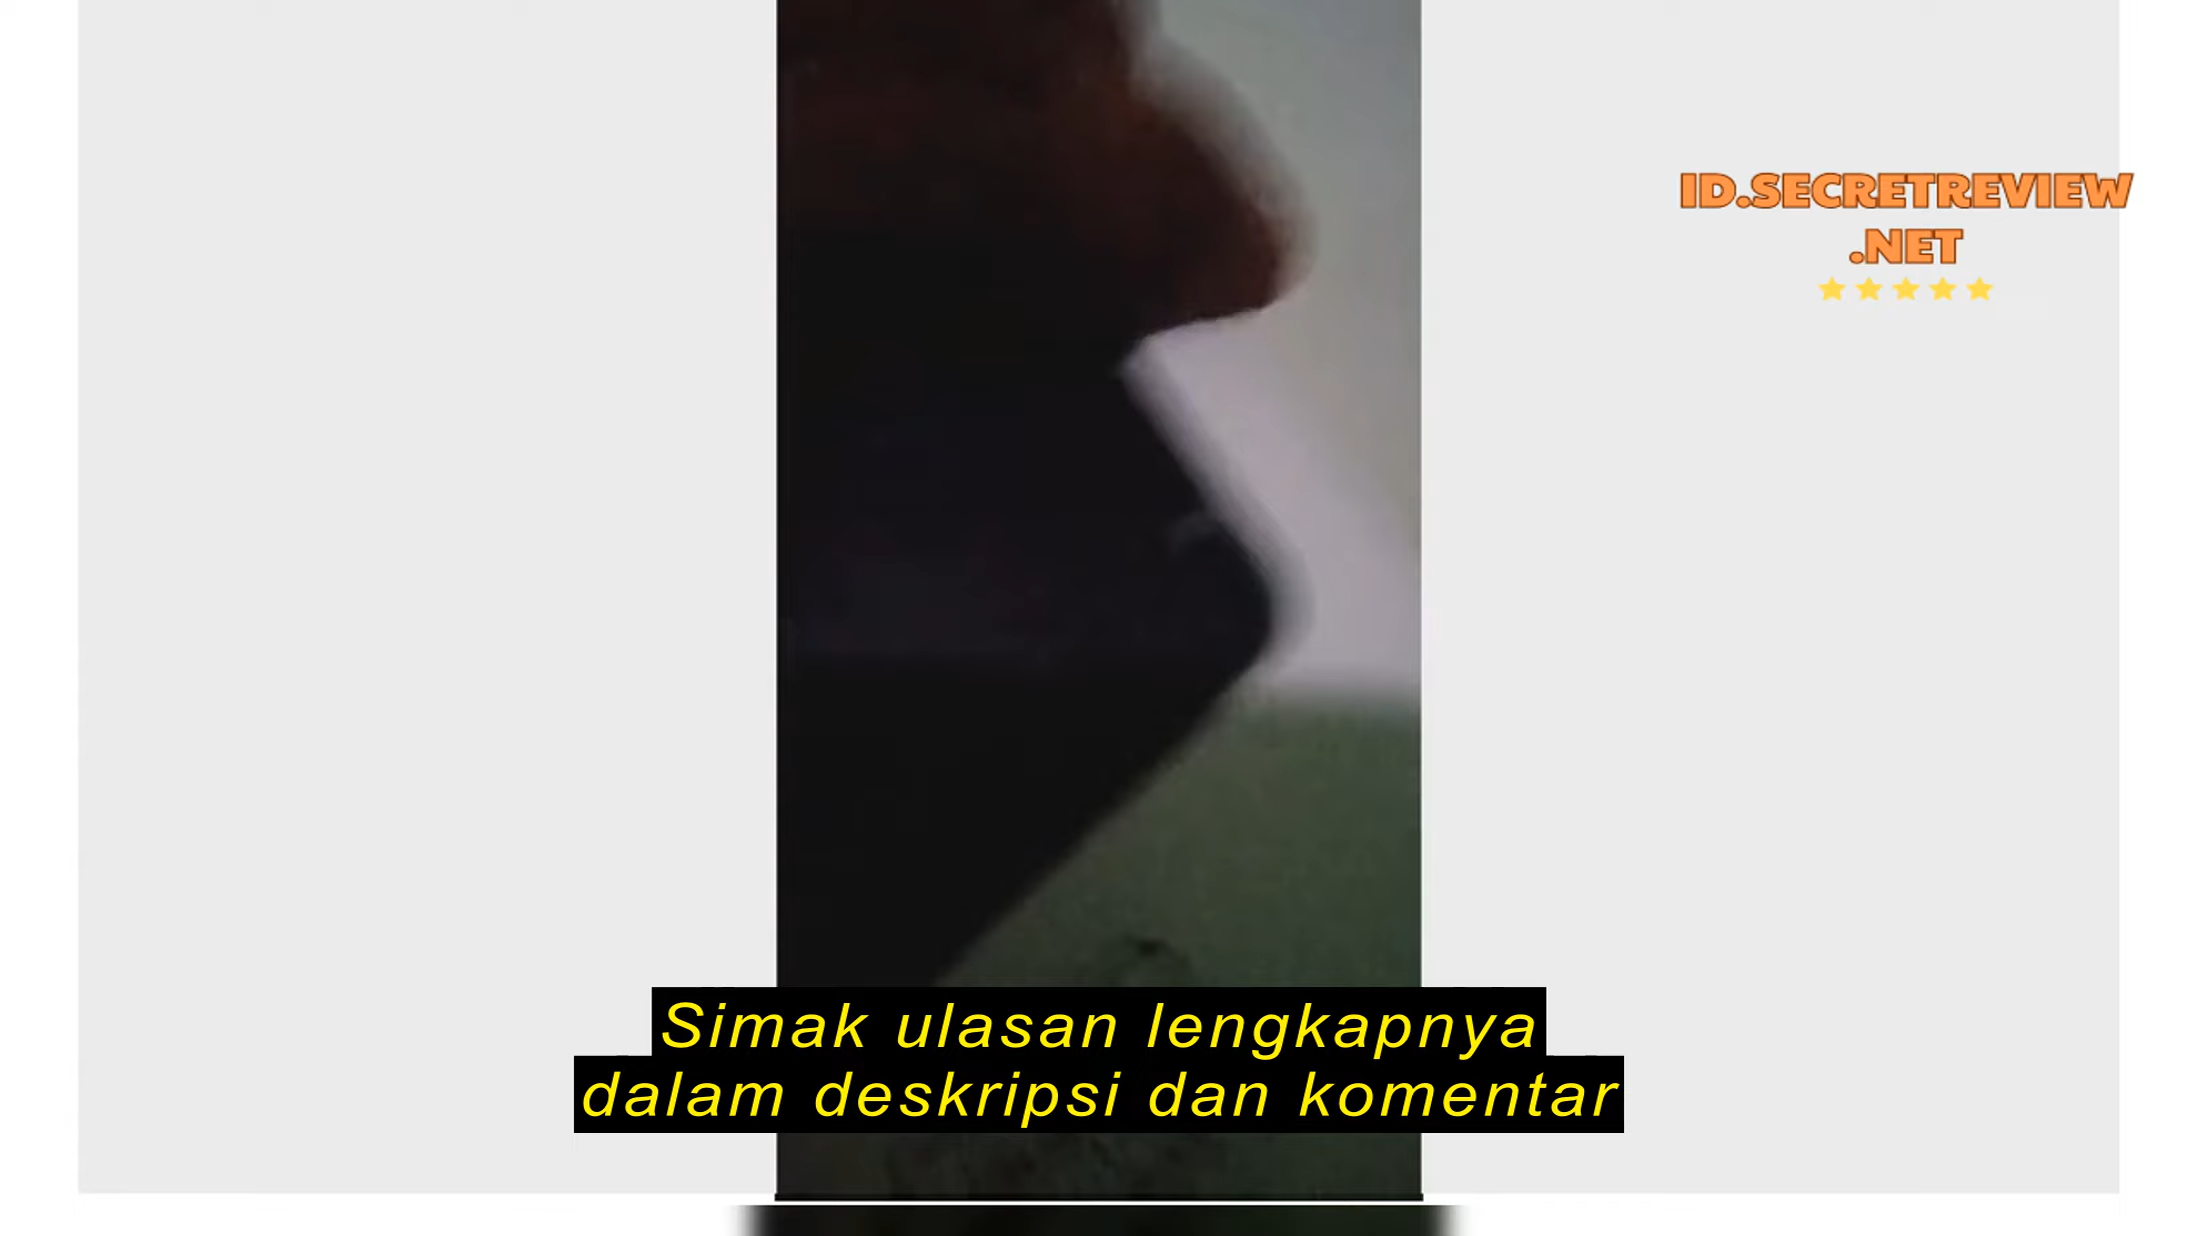 ID.SECRETREVIEW
.NET
Simak ulasan lengkapnya
dalam deskripsi dan komentar